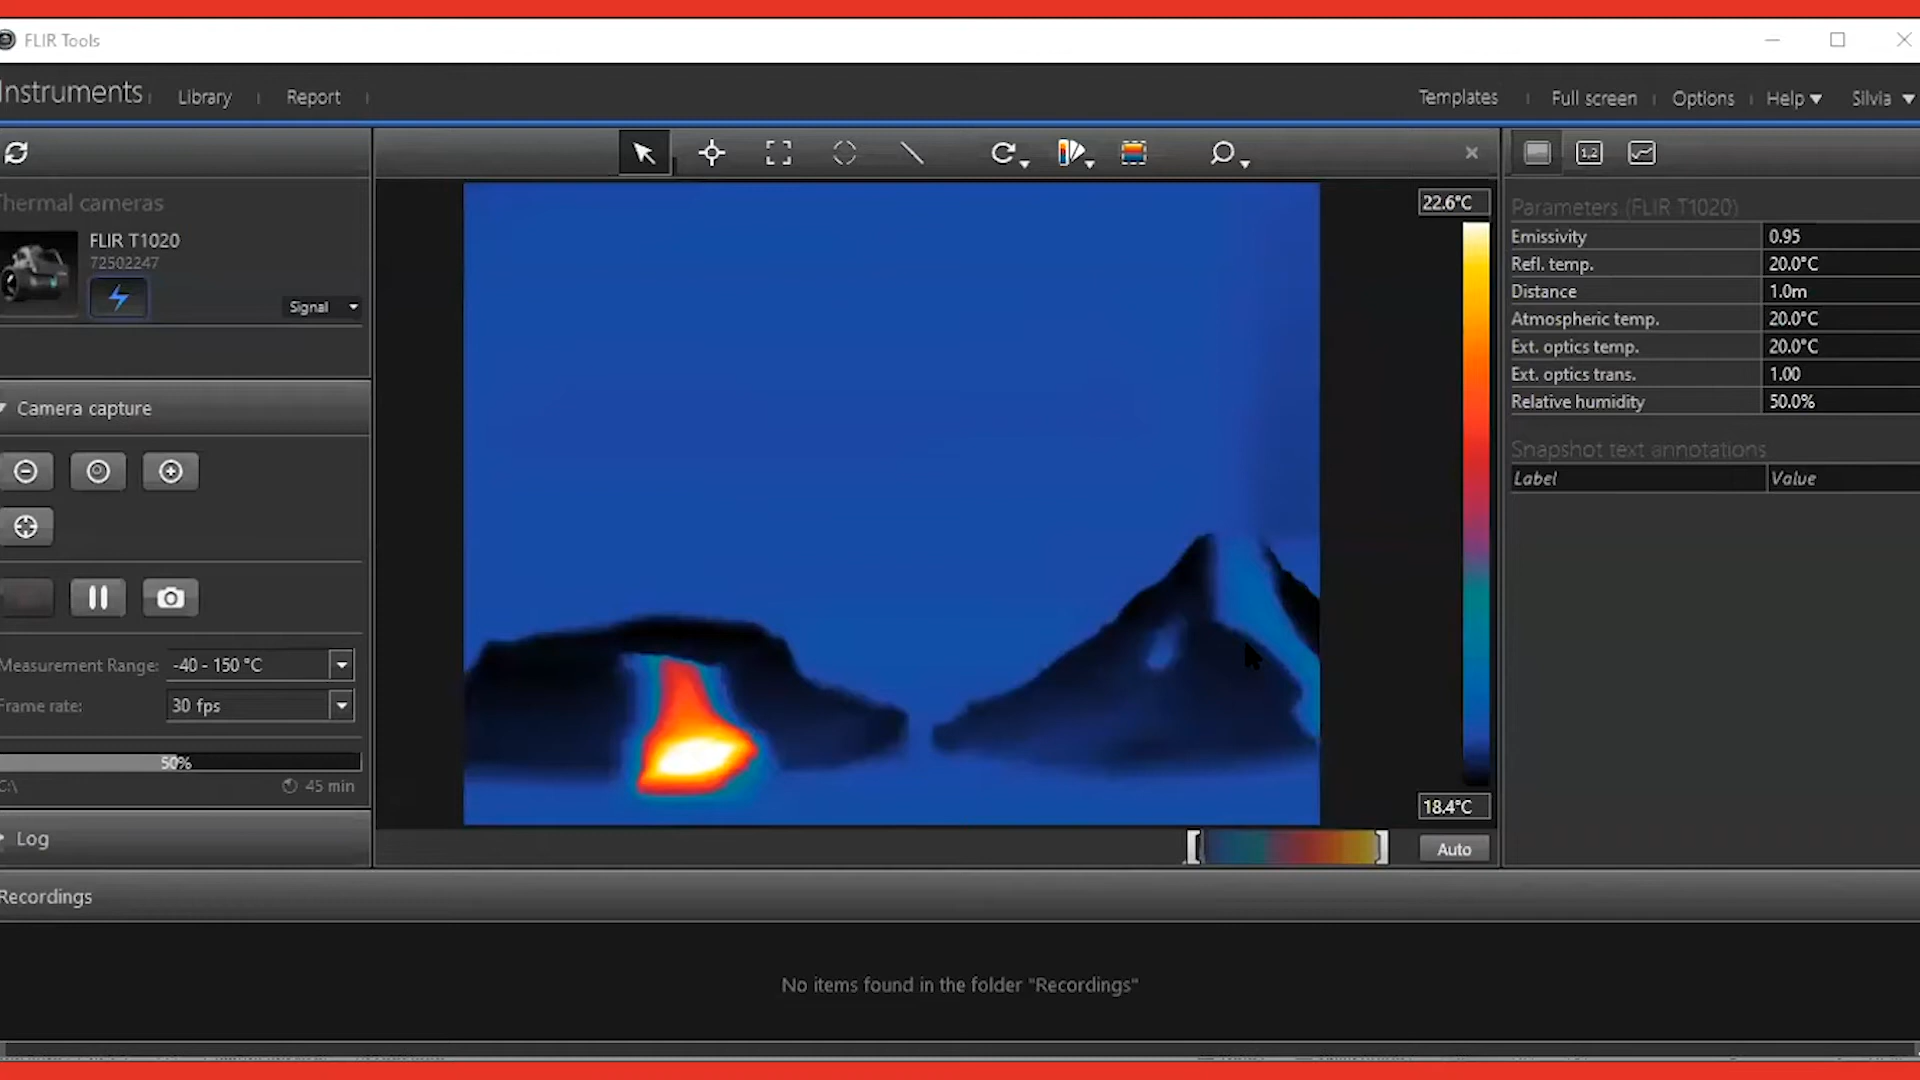 FLIR Tools
Instruments
Library
Report
Templates
Full screen
Options
Help
Silvia
Thermal cameras
FLIR T1020
72502247
Signal
22.6°C
1,2
Parameters (FLIR T1020)
Emissivity 0.95
Refl. temp. 20.0°C
Distance 1.0m
Atmospheric temp. 20.0°C
Ext. optics temp. 20.0°C
Ext. optics trans. 1.00
Relative humidity 50.0%
Snapshot text annotations
Label Value
Camera capture
Measurement Range: -40 - 150 °C
Frame rate: 30 fps
50%
C:\ 45 min
18.4°C
Log
Auto
Recordings
No items found in the folder "Recordings"